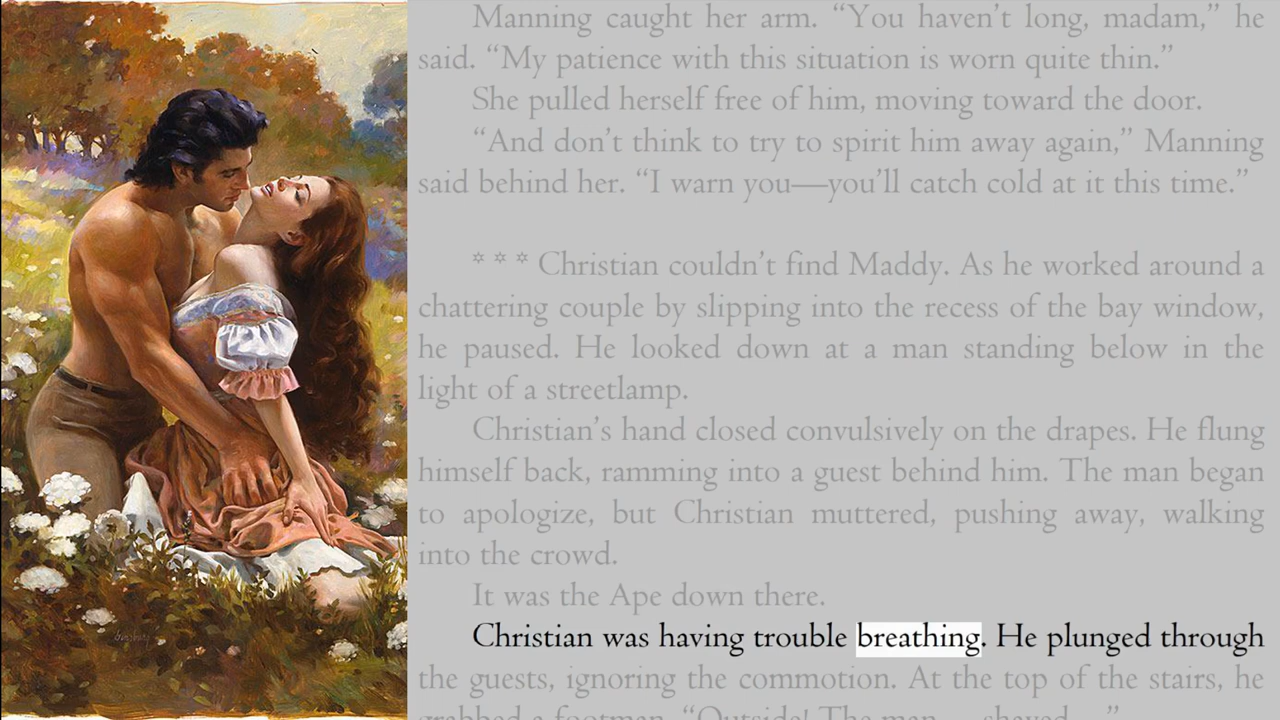 Manning caught her arm. “You haven’t long, madam,” he
said. “My patience with this situation is worn quite thin.”
She pulled herself free of him, moving toward the door.
“And don’t think to try to spirit him away again,” Manning
said behind her. “I warn you—you’ll catch cold at it this time.”
* * * Christian couldn’t find Maddy. As he worked around a
chattering couple by slipping into the recess of the bay window,
he paused. He looked down at a man standing below in the
light of a streetlamp.
Christian’s hand closed convulsively on the drapes. He flung
himself back, ramming into a guest behind him. The man began
to apologize, but Christian muttered, pushing away, walking
into the crowd.
It was the Ape down there.
Christian was having trouble breathing. He plunged through
the guests, ignoring the commotion. At the top of the stairs, he
grabbed a footman. “Outside! The man— shaved—”